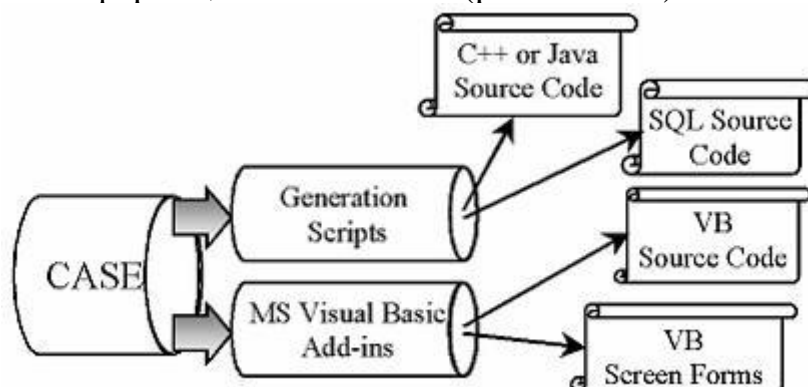 C++ or Java
Source Code
SQL Source
Code
Generation
Scripts
VB
Source Code
CASE
MS Visual Basic
Add-ins
VB
Screen Forms